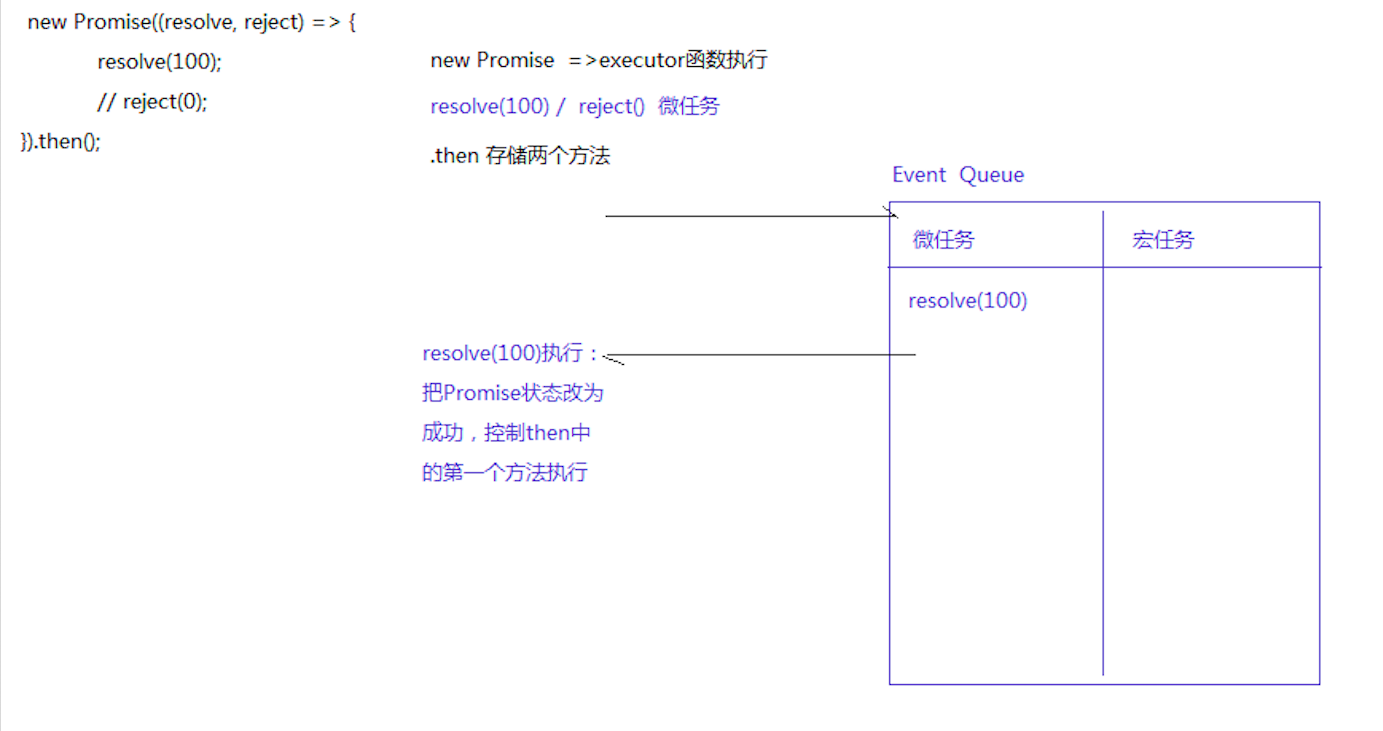 new Promise((resolve, reject) => {
resolve(100);
// reject(0);
}).then();
new Promise =>executor函数执行
resolve(100) / reject() 微任务
.then 存储两个方法
Event Queue
微任务
宏任务
resolve(100)
resolve(100)执行：
把Promise状态改为
成功，控制then中
的第一个方法执行